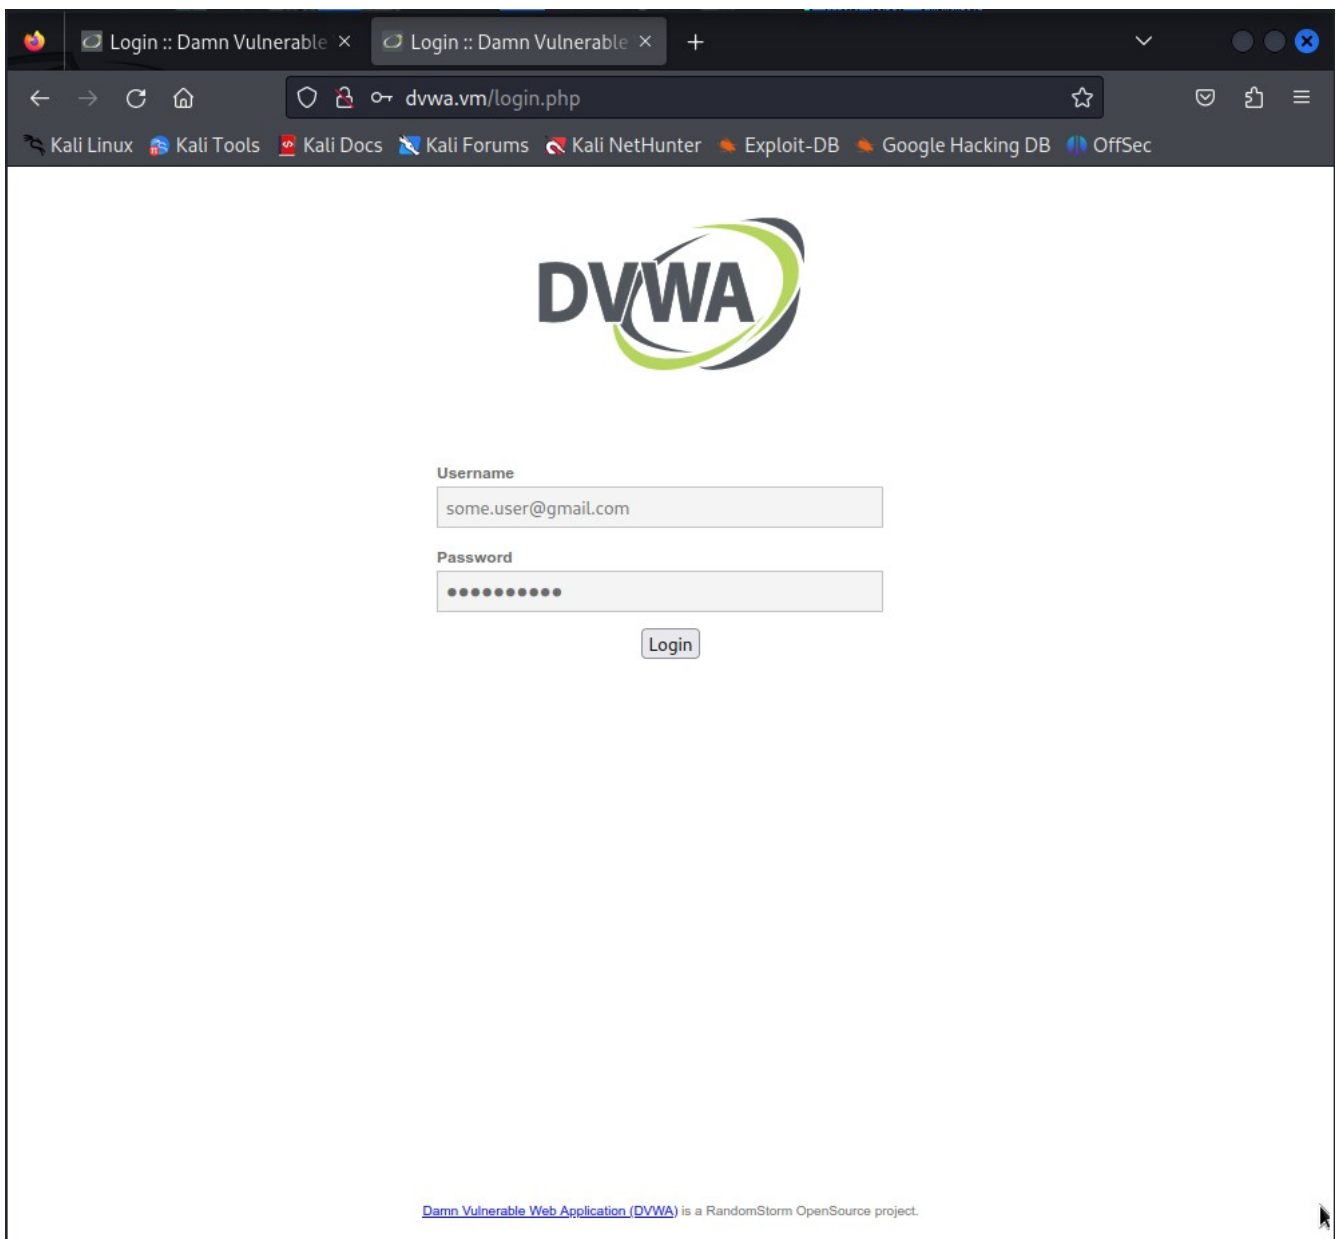 Login :: Damn Vulnerable
Login :: Damn Vulnerable
dvwa.vm/login.php
Kali Linux Kali Tools Kali Docs Kali Forums Kali NetHunter Exploit-DB Google Hacking DB OffSec
DVWA
Username
some.user@gmail.com
Password
●●●●●●●●●●
Login
Damn Vulnerable Web Application (DVWA) is a RandomStorm OpenSource project.